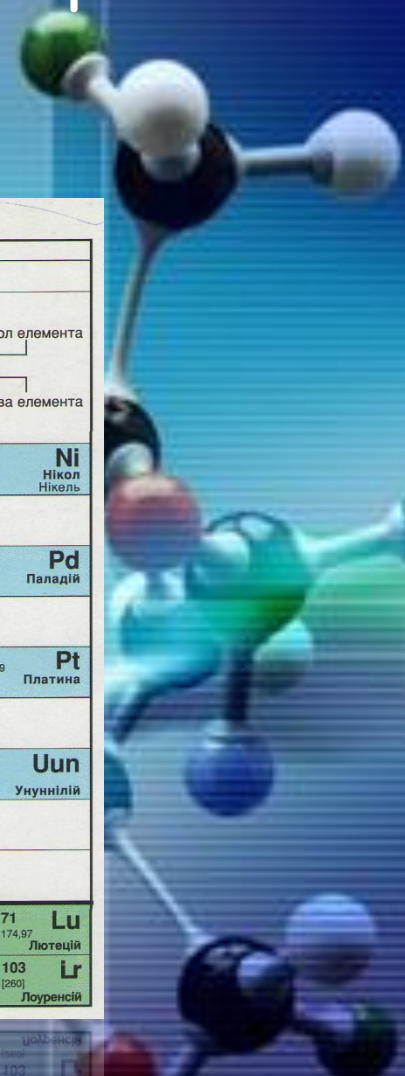 ол елемента
ва елемента
Ni
Нікол
Нікель
Pd
Паладій
9 Pt
Платина
Uun
Унуннілій
71 Lu
174,97
Лютецій
103 Lr
[260]
Лоуренсій